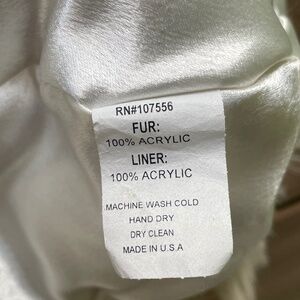 RN#107556
FUR:
100% ACRYLIC
LINER:
100% ACRYLIC
MACHINE WASH COLD
HAND DRY
DRY CLEAN
MADE IN U.S.A